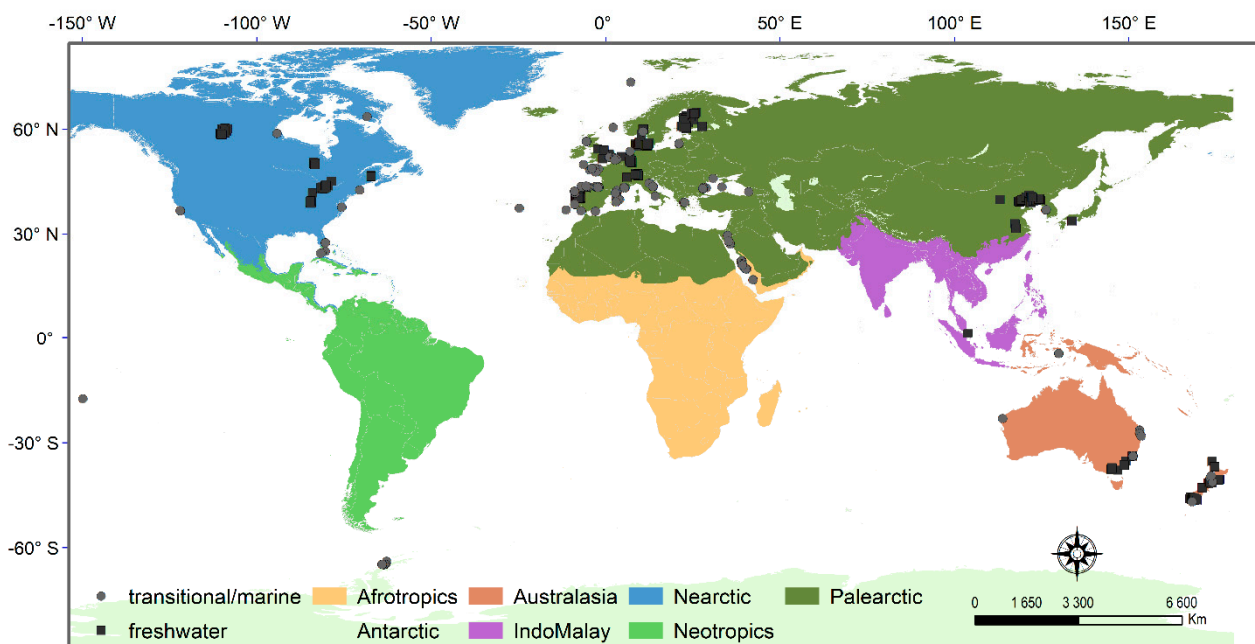 -150° W -100° W -50° W 0° 50° E 100° E 150° E
60° N
30° N
0°
-30° S
-60° S
transitional/marine Afrotropics Australasia Nearctic Palearctic
freshwater Antarctic IndoMalay Neotropics
0 1 650 3 300 6 600
Km